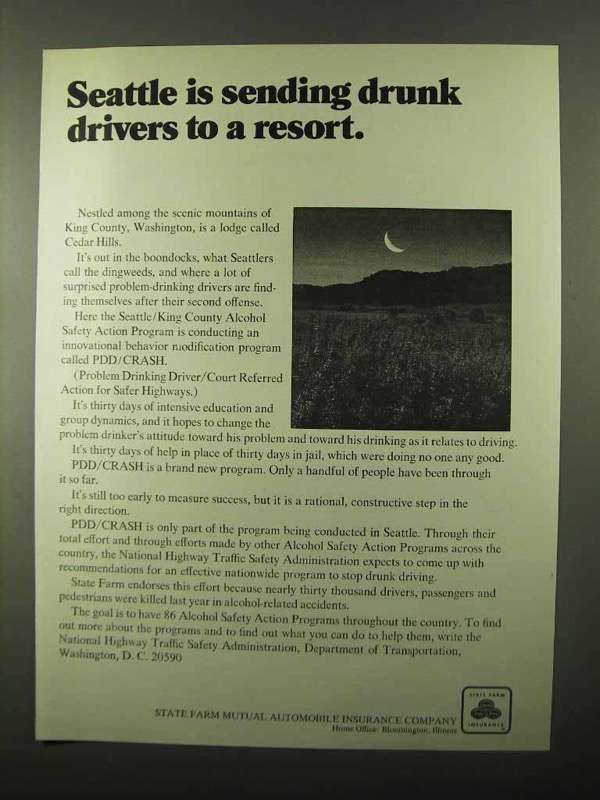 Seattle is sending drunk
drivers to a resort.
Nestled among the scenic mountains of
King County, Washington, is a lodge called
Cedar Hills.
It's out in the boondocks, what Seattlers
call the dingweeds, and where a lot of
surprised problem-drinking drivers are find-
ing themselves after their second offense.
Here the Seattle/King County Alcohol
Safety Action Program is conducting an
innovational behavior modification program
called PDD/CRASH.
(Problem Drinking Driver/Court Referred
Action for Safer Highways.)
It's thirty days of intensive education and
group dynamics, and it hopes to change the
problem drinker's attitude toward his problem and toward his drinking as it relates to driving.
It's thirty days of help in place of thirty days in jail, which were doing no one any good.
PDD/CRASH is a brand new program. Only a handful of people have been through
it so far.
It's still too early to measure success, but it is a rational, constructive step in the
right direction.
PDD/CRASH is only part of the program being conducted in Seattle. Through their
total effort and through efforts made by other Alcohol Safety Action Programs across the
country, the National Highway Traffic Safety Administration expects to come up with
recommendations for an effective nationwide program to stop drunk driving.
State Farm endorses this effort because nearly thirty thousand drivers, passengers and
pedestrians were killed last year in alcohol-related accidents.
The goal is to have 86 Alcohol Safety Action Programs throughout the country. To find
out more about the programs and to find out what you can do to help them, write the
National Highway Traffic Safety Administration, Department of Transportation,
Washington, D. C. 20590
STATE FARM MUTUAL AUTOMOBILE INSURANCE COMPANY
Home Office: Bloomington, Illinois
STATE FARM
INSURANCE